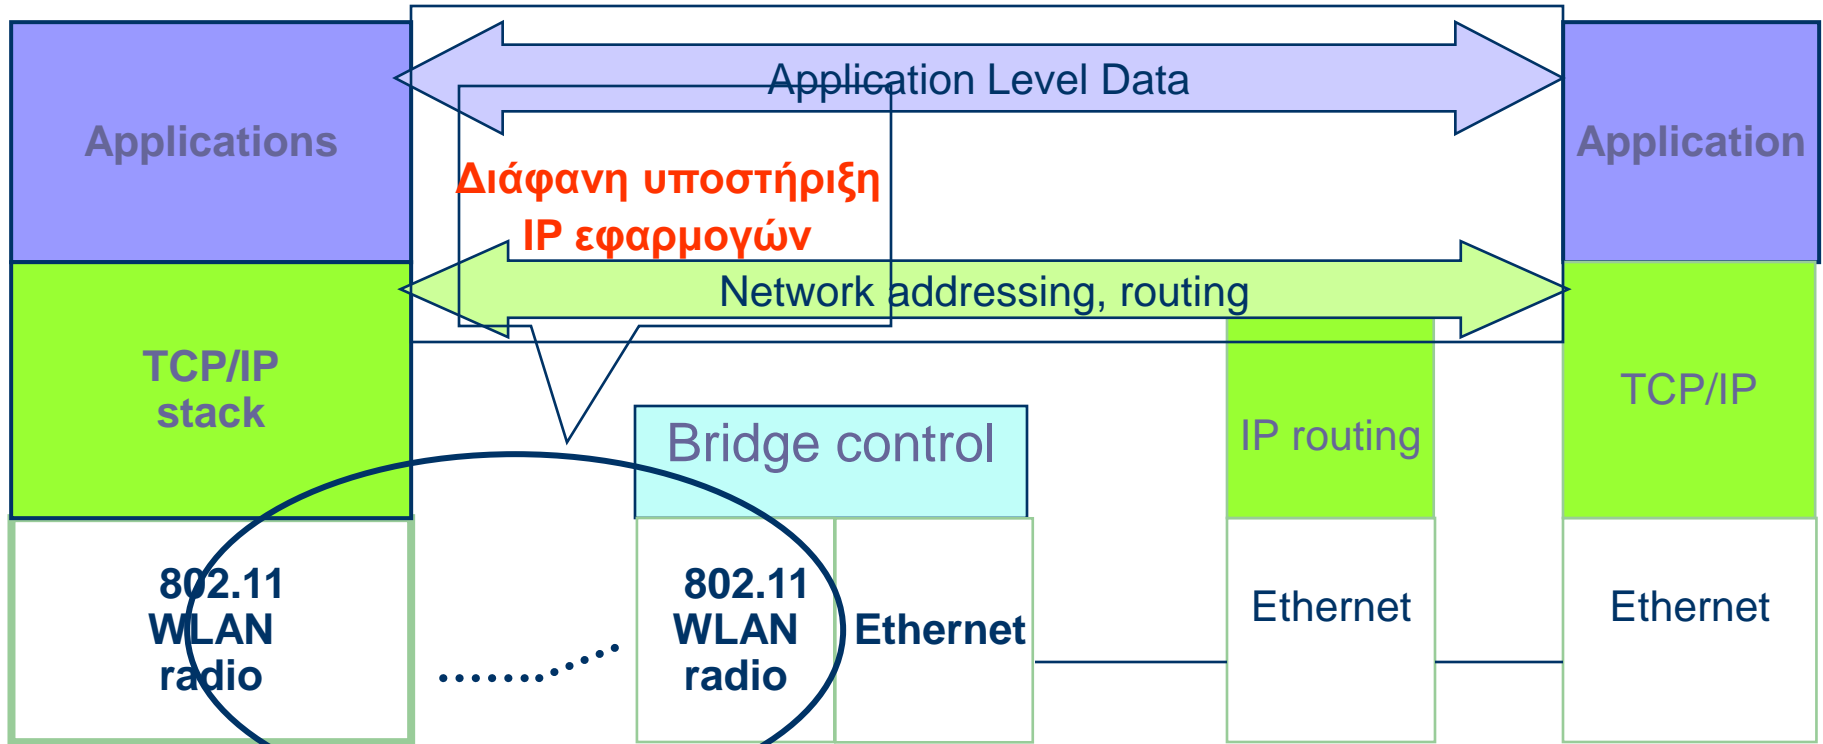 Application Level Data
Applications
Application
Διάφανη υποστήριξη
IP εφαρμογών
Network addressing, routing
TCP/IP
stack
Bridge control
IP routing
TCP/IP
802.11
WLAN
radio
802.11
WLAN
radio
Ethernet
Ethernet
Ethernet